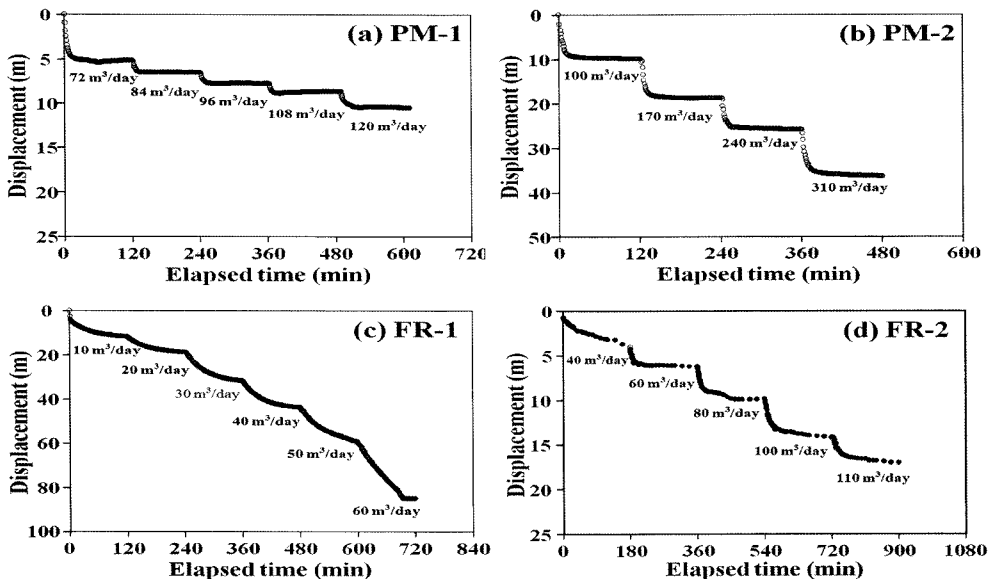 (a) PM-1
0
5
10
15
20
25
Displacement (m)
72 m³/day
84 m³/day
96 m³/day
108 m³/day
120 m³/day
0 120 240 360 480 600 720
Elapsed time (min)
(b) PM-2
0
10
20
30
40
50
Displacement (m)
100 m³/day
170 m³/day
240 m³/day
310 m³/day
0 120 240 360 480 600
Elapsed time (min)
(c) FR-1
0
20
40
60
80
100
Displacement (m)
10 m³/day
20 m³/day
30 m³/day
40 m³/day
50 m³/day
60 m³/day
0 120 240 360 480 600 720 840
Elapsed time (min)
(d) FR-2
0
5
10
15
20
25
Displacement (m)
40 m³/day
60 m³/day
80 m³/day
100 m³/day
110 m³/day
0 180 360 540 720 900 1080
Elapsed time (min)